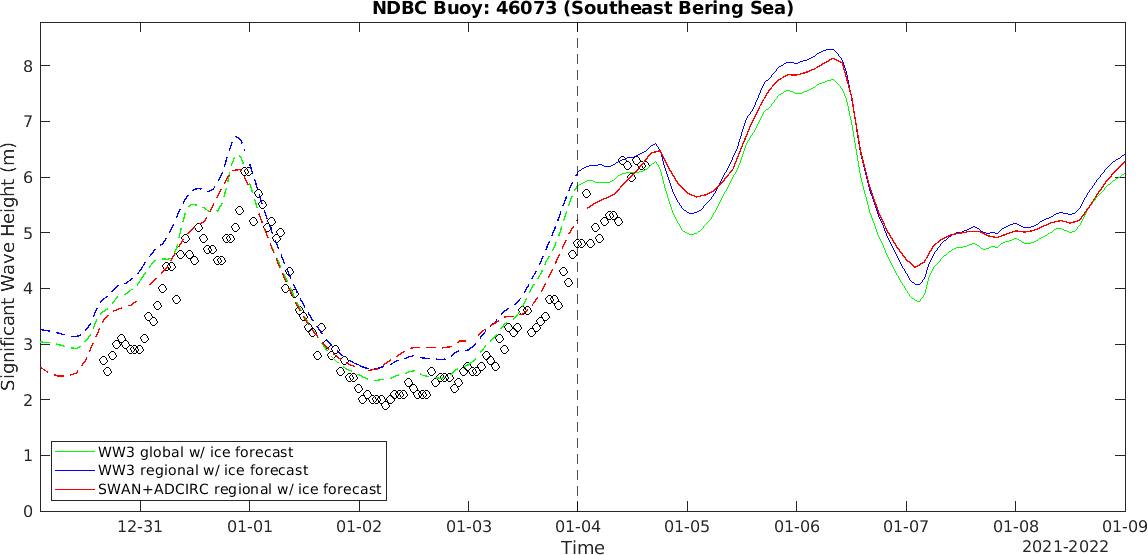 NDBC Buoy: 46073 (Southeast Bering Sea)
Significant Wave Height (m)
8
7
6
5
4
3
2
1
0
WW3 global w/ ice forecast
WW3 regional w/ ice forecast
SWAN+ADCIRC regional w/ ice forecast
12-31 01-01 01-02 01-03 01-04 01-05 01-06 01-07 01-08 01-09
Time
2021-2022